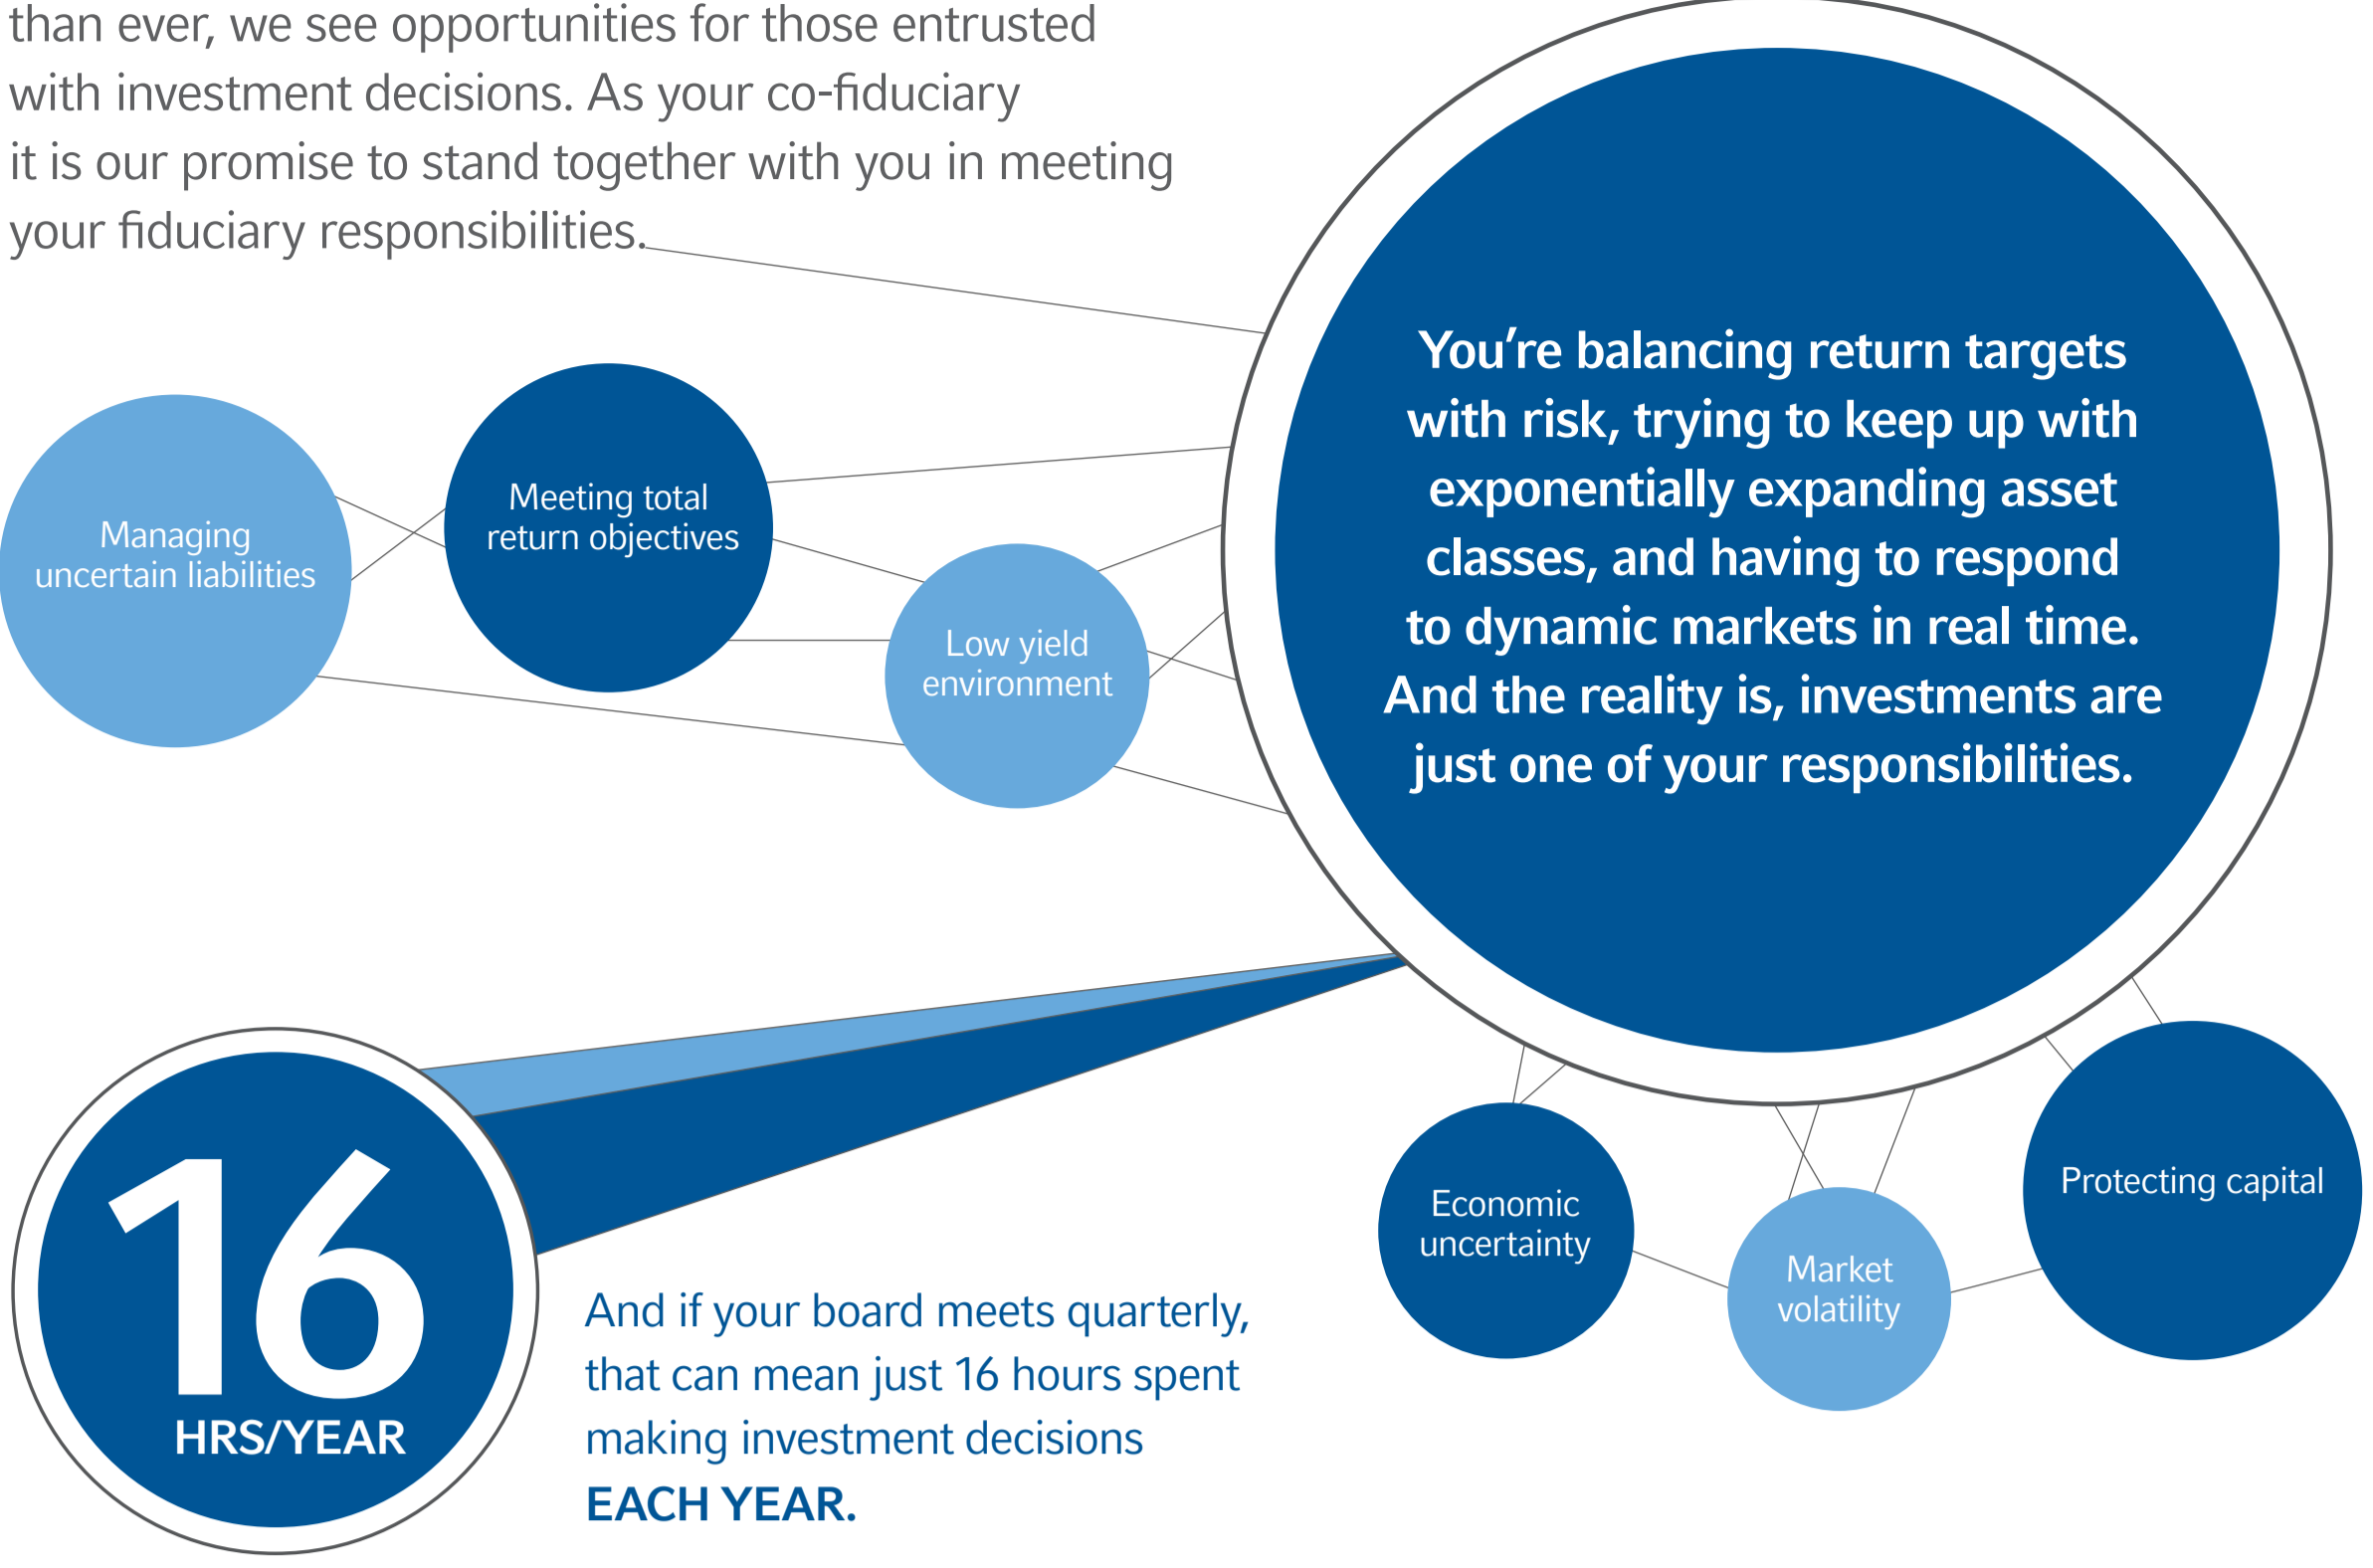 than ever, we see opportunities for those entrusted
with investment decisions. As your co-fiduciary
it is our promise to stand together with you in meeting
your fiduciary responsibilities.
You’re balancing return targets
with risk, trying to keep up with
exponentially expanding asset
classes, and having to respond
to dynamic markets in real time.
And the reality is, investments are
just one of your responsibilities.
Managing
uncertain liabilities
Meeting total
return objectives
Low yield
environment
16
HRS/YEAR
And if your board meets quarterly,
that can mean just 16 hours spent
making investment decisions
EACH YEAR.
Economic
uncertainty
Market
volatility
Protecting capital